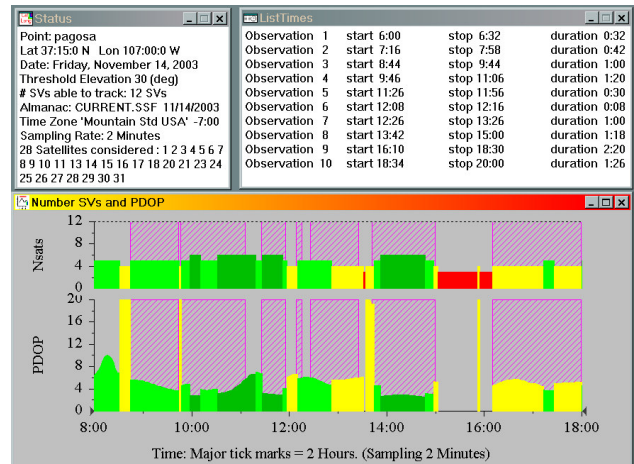 Status
Point: pagosa
Lat 37:15:0 N Lon 107:00:0 W
Date: Friday, November 14, 2003
Threshold Elevation 30 (deg)
# SVs able to track: 12 SVs
Almanac: CURRENT.SSF 11/14/2003
Time Zone 'Mountain Std USA' -7:00
Sampling Rate: 2 Minutes
28 Satellites considered : 1 2 3 4 5 6 7
8 9 10 11 13 14 15 16 17 18 20 21 23 24
25 26 27 28 29 30 31
ListTimes
Observation 1 start 6:00 stop 6:32 duration 0:32
Observation 2 start 7:16 stop 7:58 duration 0:42
Observation 3 start 8:44 stop 9:44 duration 1:00
Observation 4 start 9:46 stop 11:06 duration 1:20
Observation 5 start 11:26 stop 11:56 duration 0:30
Observation 6 start 12:08 stop 12:16 duration 0:08
Observation 7 start 12:26 stop 13:26 duration 1:00
Observation 8 start 13:42 stop 15:00 duration 1:18
Observation 9 start 16:10 stop 18:30 duration 2:20
Observation 10 start 18:34 stop 20:00 duration 1:26
Number SVs and PDOP
Nsats
12
8
4
0
PDOP
20
16
12
8
4
0
8:00 10:00 12:00 14:00 16:00 18:00
Time: Major tick marks = 2 Hours. (Sampling 2 Minutes)